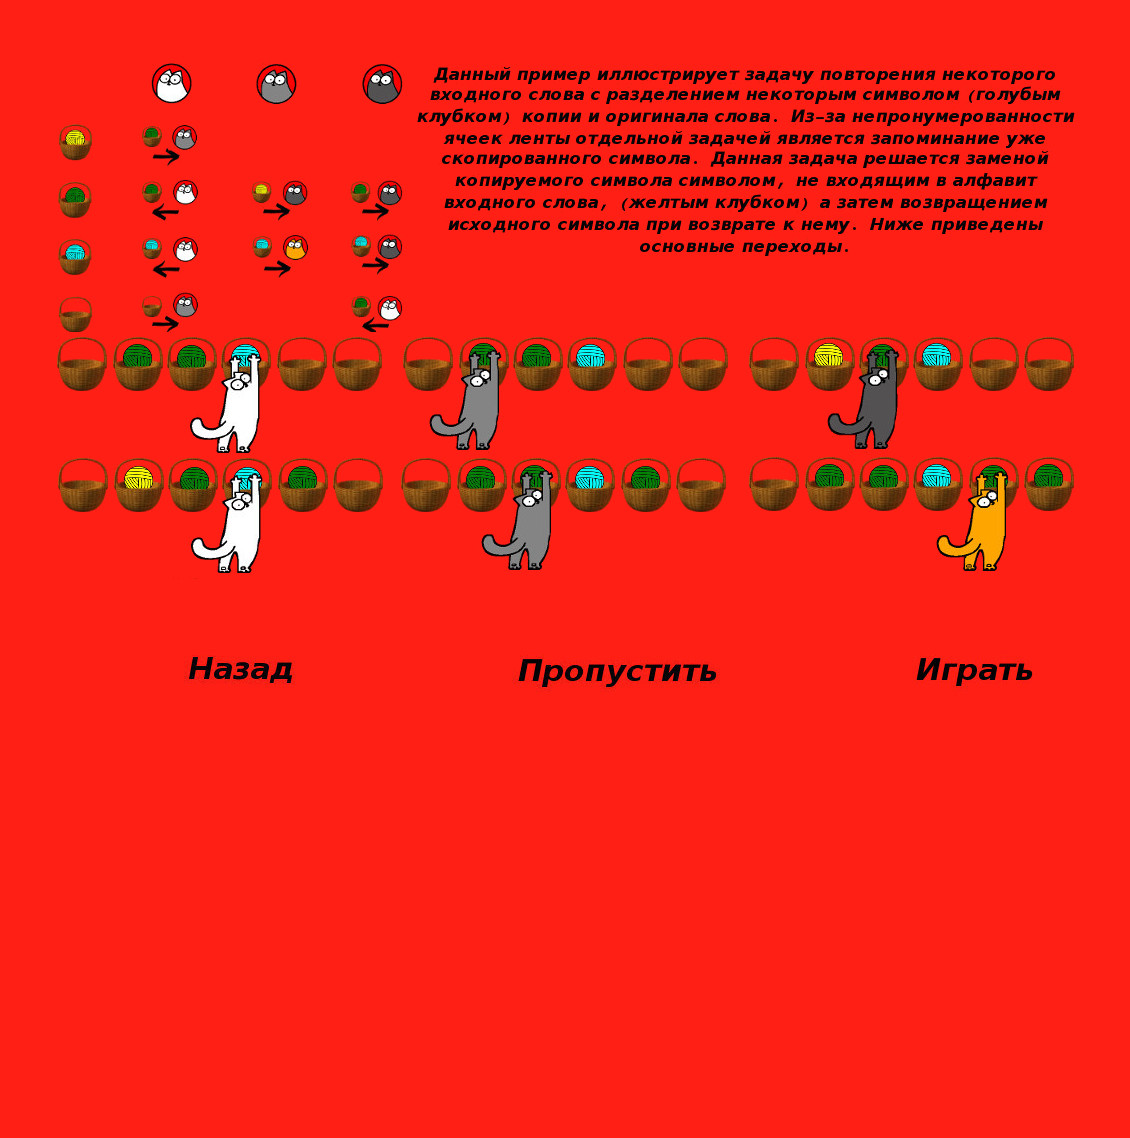 Данный пример иллюстрирует задачу повторения некоторого
входного слова с разделением некоторым символом (голубым
клубком) копии и оригинала слова. Из-за непронумерованности
ячеек ленты отдельной задачей является запоминание уже
скопированного символа. Данная задача решается заменой
копируемого символа символом, не входящим в алфавит
входного слова, (желтым клубком) а затем возвращением
исходного символа при возврате к нему. Ниже приведены
основные переходы.
Назад
Пропустить
Играть